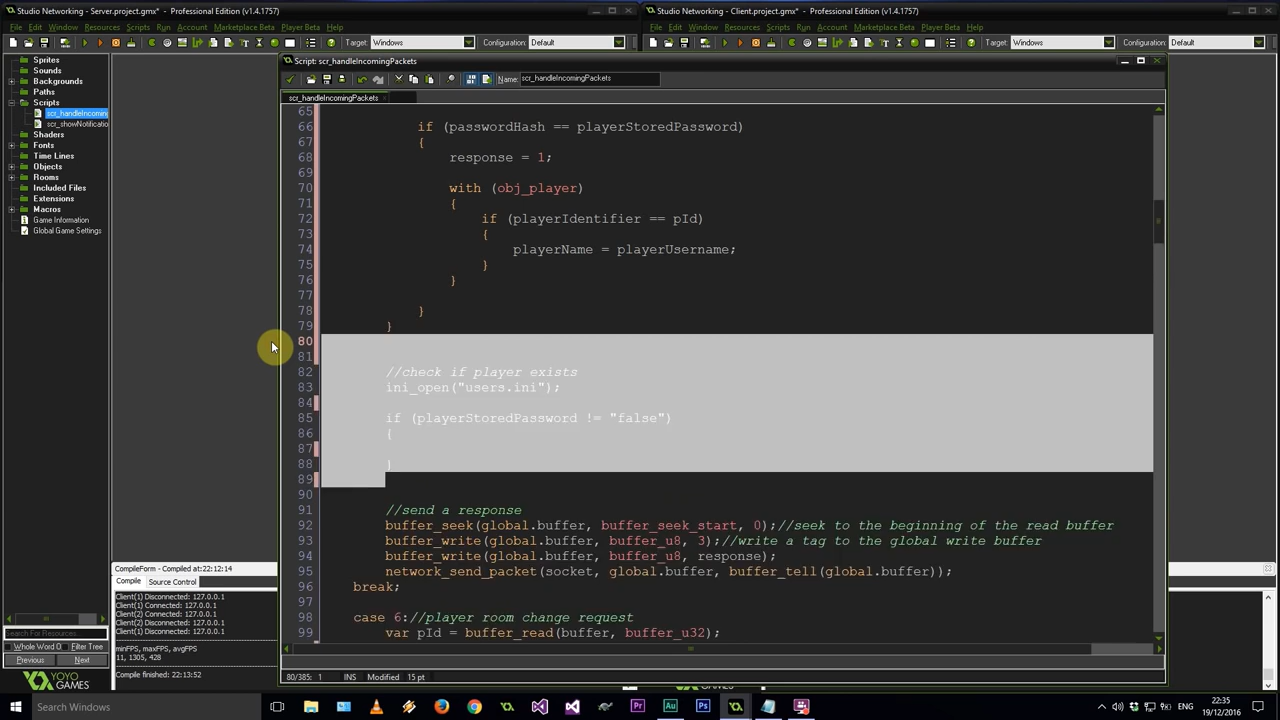 Studio Networking - Server.project.gmx*  -  Professional Edition (v1.4.1757)
File Edit Window Resources Scripts Run Account Marketplace Beta Player Beta Help
Target: Windows Configuration: Default
Studio Networking - Client.project.gmx*  -  Professional Edition (v1.4.1757)
File Edit Window Resources Scripts Run Account Marketplace Beta Player Beta Help
Target: Windows Configuration: Default
Sprites
Sounds
Backgrounds
Paths
Scripts
scr_handleIncoming
scr_showNotificatio
Shaders
Fonts
Time Lines
Objects
Rooms
Included Files
Extensions
Macros
Game Information
Global Game Settings
Search For Resources
Whole Word O Filter Tree
Previous Next
YOYO
GAMES
Script: scr_handleIncomingPackets
Name: scr_handleIncomingPackets
scr_handleIncomingPackets
65
66 if (passwordHash == playerStoredPassword)
67 {
68 response = 1;
69
70 with (obj_player)
71 {
72 if (playerIdentifier == pId)
73 {
74 playerName = playerUsername;
75 }
76 }
77
78 }
79 }
80
81
82 //check if player exists
83 ini_open("users.ini");
84
85 if (playerStoredPassword != "false")
86 {
87
88 }
89
90
91 //send a response
92 buffer_seek(global.buffer, buffer_seek_start, 0);//seek to the beginning of the read buffer
93 buffer_write(global.buffer, buffer_u8, 3);//write a tag to the global write buffer
94 buffer_write(global.buffer, buffer_u8, response);
95 network_send_packet(socket, global.buffer, buffer_tell(global.buffer));
96 break;
97
98 case 6://player room change request
99 var pId = buffer_read(buffer, buffer_u32);
80/385: 1 INS Modified 15 pt
CompileForm - Compiled at:22:12:14
Compile Source Control
Client(1) Disconnected: 127.0.0.1
Client(1) Connected: 127.0.0.1
Client(2) Connected: 127.0.0.1
Client(2) Disconnected: 127.0.0.1
Client(1) Disconnected: 127.0.0.1
minFPS, maxFPS, avgFPS
11, 1305, 428
Compile finished: 22:13:52
Search Windows
ENG
22:35
19/12/2016